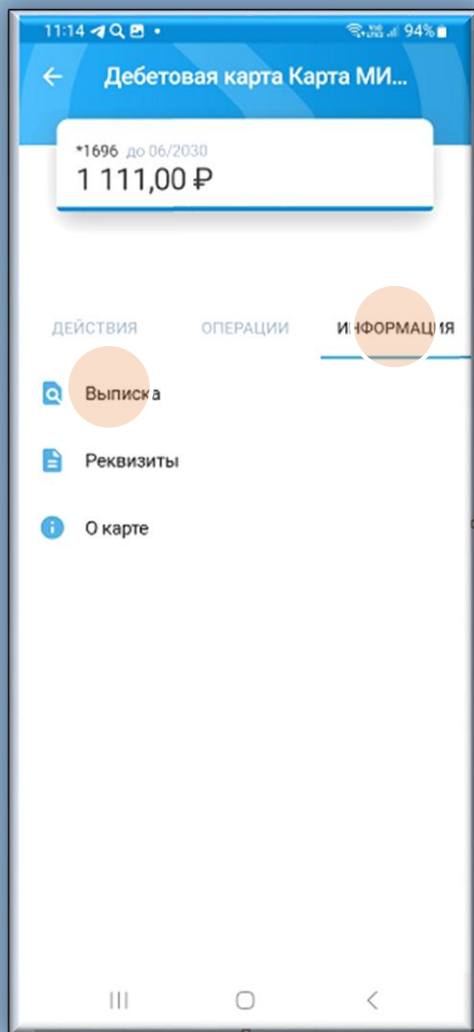 11:14 94%
Дебетовая карта Карта МИ...
*1696 до 06/2030
1 111,00 ₽
ДЕЙСТВИЯ ОПЕРАЦИИ ИНФОРМАЦИЯ
Выписка
Реквизиты
О карте